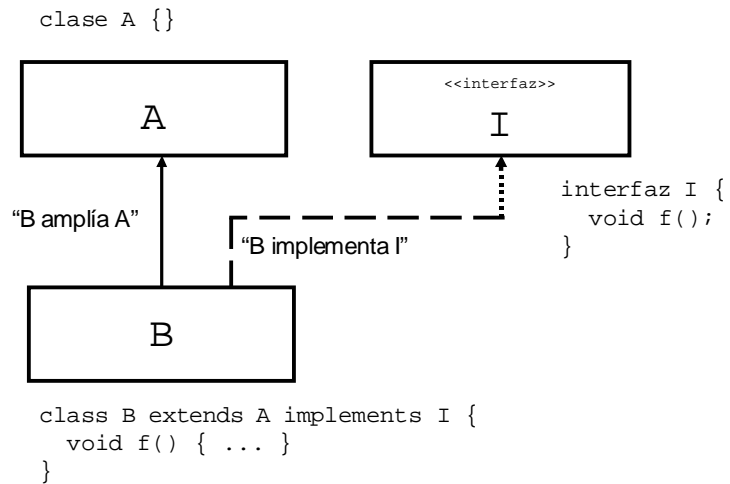 clase A {}
<<interfaz>>
A
I
interfaz I {
void f();
}
“B amplía A”
“B implementa I”
B
class B extends A implements I {
void f() { ... }
}